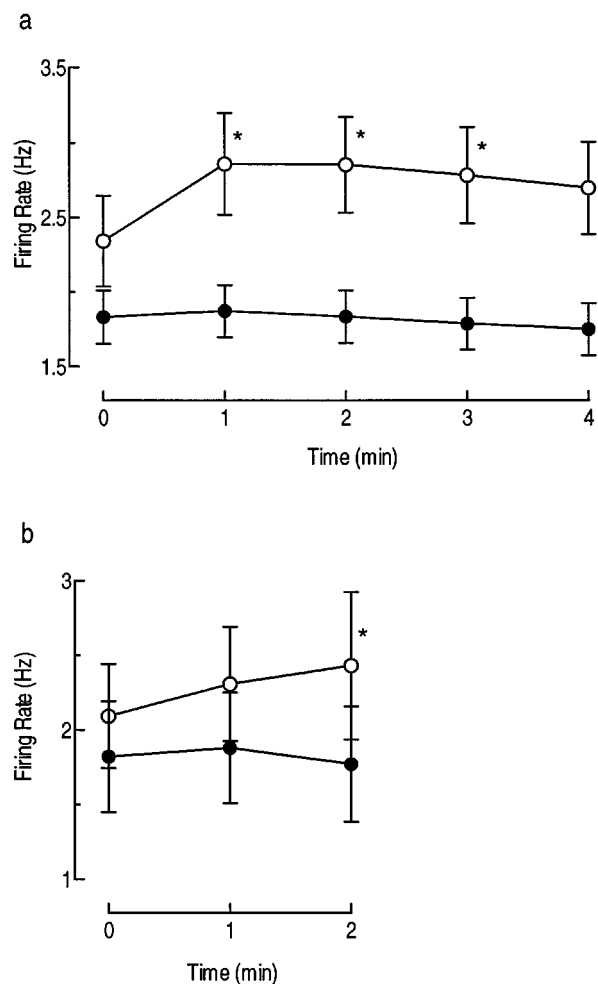 a
3.5
2.5
1.5
Firing Rate (Hz)
*
*
*
0 1 2 3 4
Time (min)
b
3
2
1
Firing Rate (Hz)
*
0 1 2
Time (min)